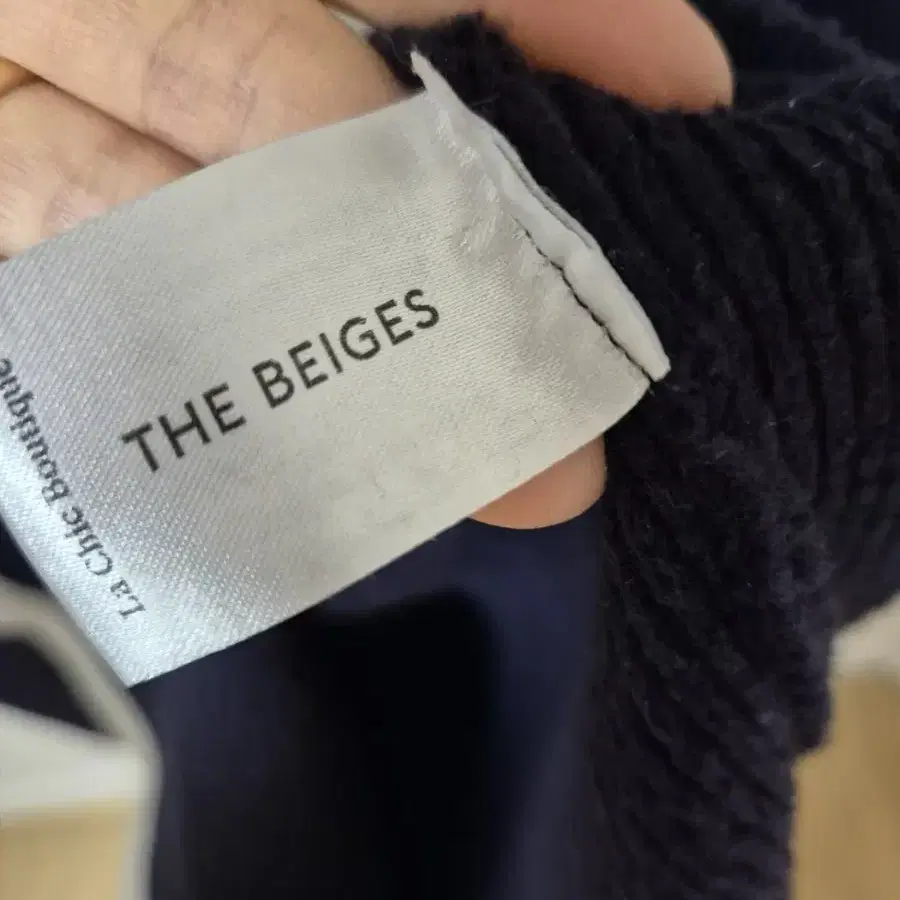 THE BEIGES
La Chic Boutique